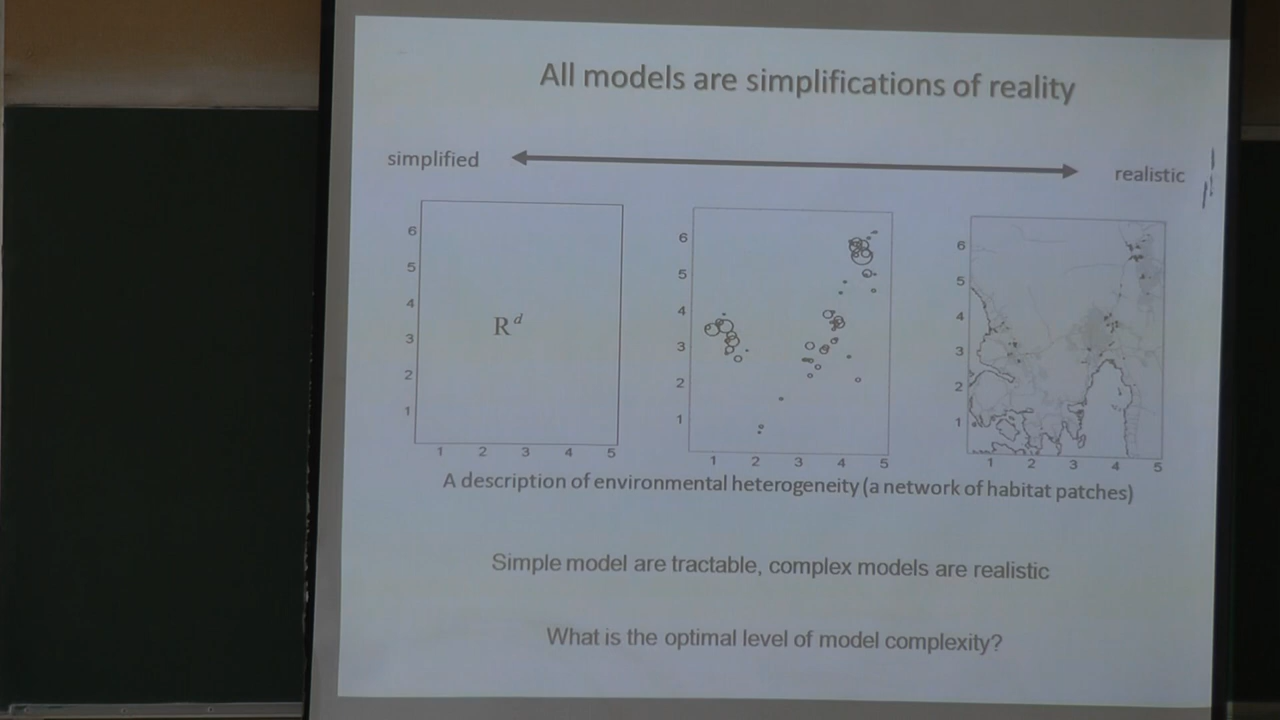 All models are simplifications of reality
simplified
realistic
6
5
4
3
2
1
R^d
1 2 3 4 5
6
5
4
3
2
1
1 2 3 4 5
6
5
4
3
2
1
1 2 3 4 5
A description of environmental heterogeneity (a network of habitat patches)
Simple model are tractable, complex models are realistic
What is the optimal level of model complexity?